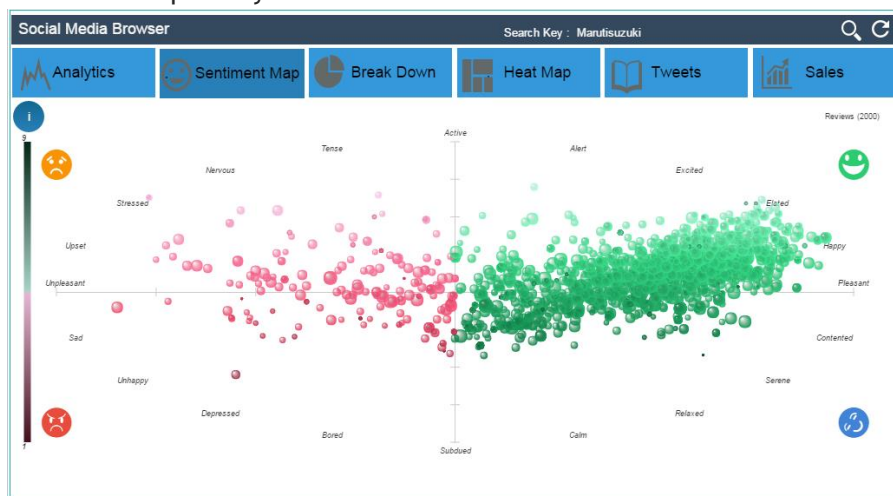 Social Media Browser
Search Key : Marutisuzuki
Analytics
Sentiment Map
Break Down
Heat Map
Tweets
Sales
i
Reviews (2000)
9
Active
Tense
Alert
Nervous
Excited
Stressed
Elated
Upset
Happy
Unpleasant
Pleasant
Sad
Contented
Unhappy
Serene
Depressed
Relaxed
Bored
Calm
1
Subdued